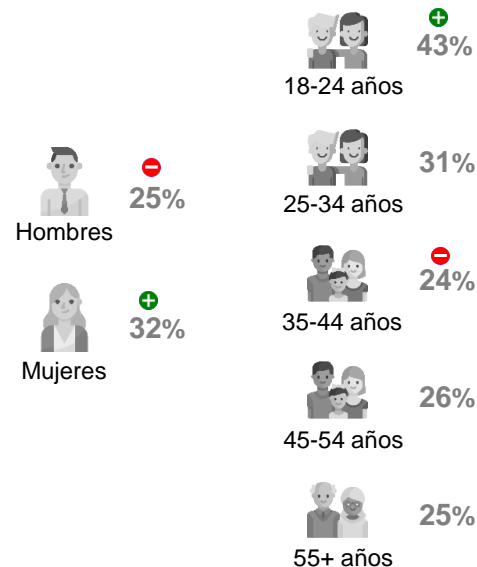 Hombres
25%
Mujeres
32%
18-24 años
43%
25-34 años
31%
35-44 años
24%
45-54 años
26%
55+ años
25%